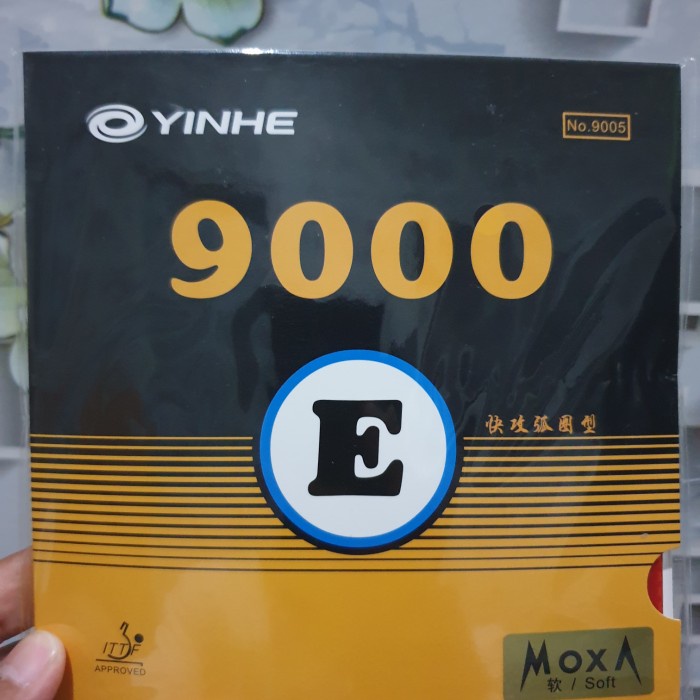 YINHE
No.9005
9000
E
快攻弧圈型
ITTF
APPROVED
MOXA
软 / Soft